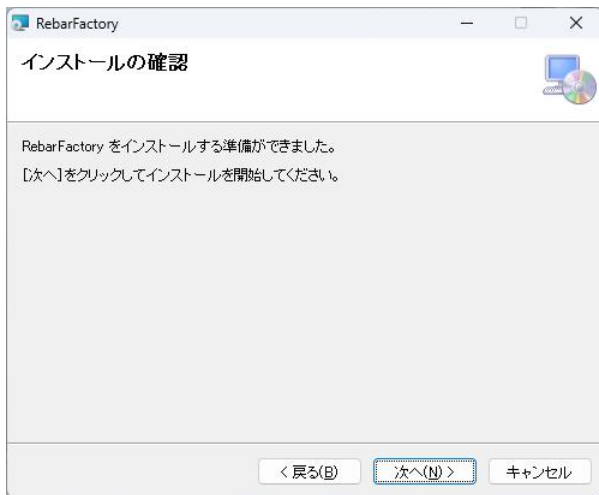 RebarFactory
インストールの確認
RebarFactory をインストールする準備ができました。
[次へ]をクリックしてインストールを開始してください。
< 戻る(B)
次へ(N) >
キャンセル